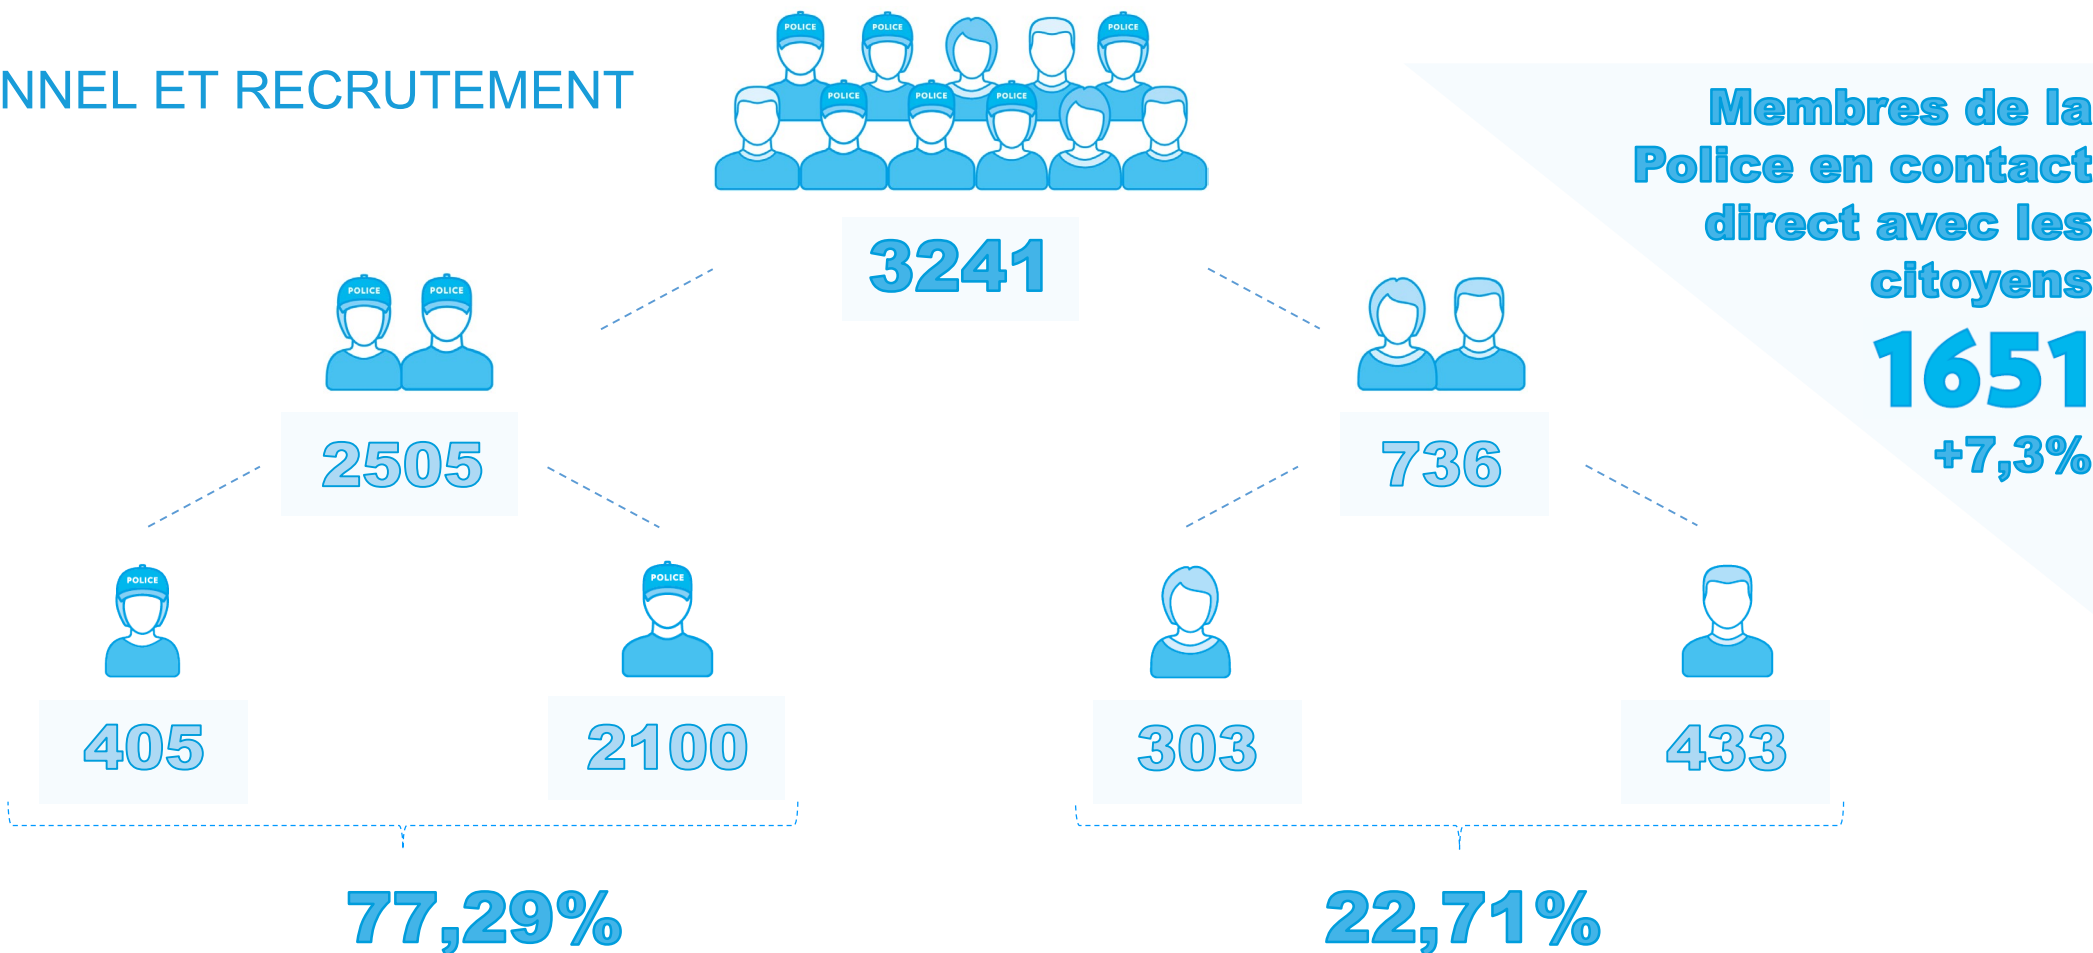 POLICE POLICE POLICE
NNEL ET RECRUTEMENT
POLICE POLICE POLICE
Membres de la
Police en contact
direct avec les
citoyens
1651
+7,3%
3241
POLICE POLICE
2505
736
POLICE
POLICE
405
2100
303
433
77,29%
22,71%